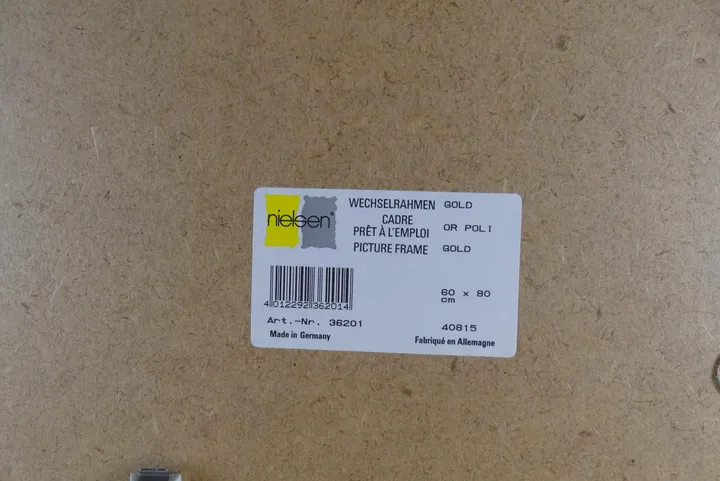 nielsen®
WECHSELRAHMEN GOLD
CADRE
PRÊT À L'EMPLOI OR POLI
PICTURE FRAME GOLD
60 x 80
cm
4 012292 362014
Art.-Nr. 36201
40815
Made in Germany
Fabriqué en Allemagne